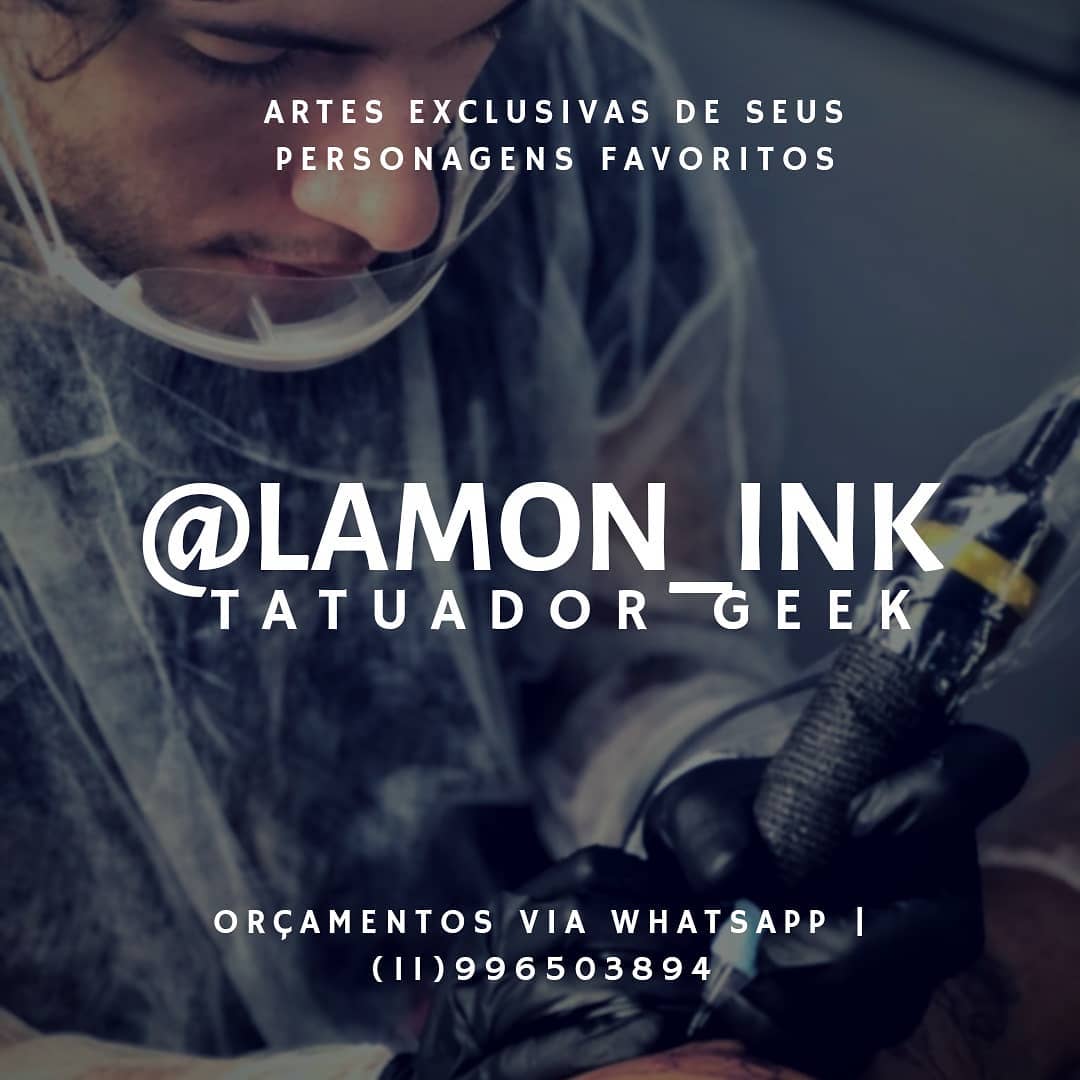 ARTES EXCLUSIVAS DE SEUS
PERSONAGENS FAVORITOS
@LAMON_INK
TATUADOR GEEK
ORÇAMENTOS VIA WHATSAPP |
(11)996503894